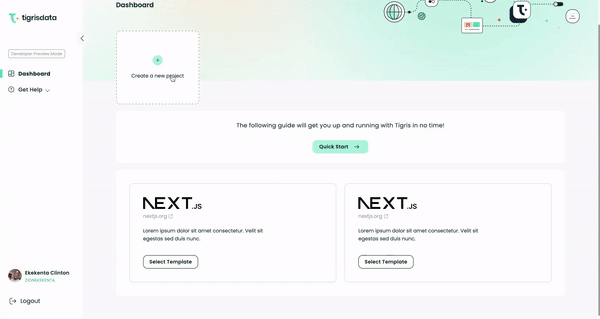 tigrisdata
Developer Preview Mode
Dashboard
Get Help
Ekekenta Clinton
Logout
Dashboard
Create a new project
The following guide will get you up and running with Tigris in no time!
Quick Start
NEXT.JS
nextjs.org
Lorem ipsum dolor sit amet consectetur. Velit sit
egestas sed duis nunc.
Select Template
NEXT.JS
nextjs.org
Lorem ipsum dolor sit amet consectetur. Velit sit
egestas sed duis nunc.
Select Template